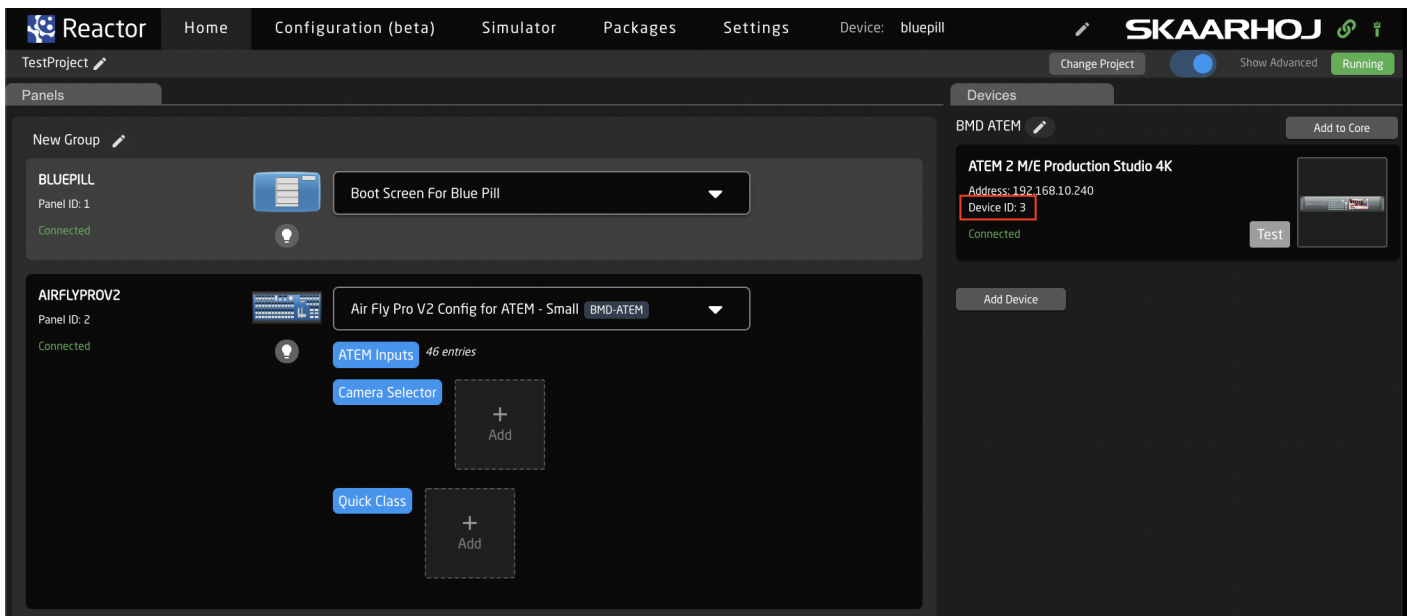 Reactor Home Configuration (beta) Simulator Packages Settings Device: bluepill SKAARHOJ
TestProject Change Project Show Advanced Running
Panels
New Group
BLUEPILL
Panel ID: 1
Connected
Boot Screen For Blue Pill
AIRFLYPROV2
Panel ID: 2
Connected
Air Fly Pro V2 Config for ATEM - Small BMD-ATEM
ATEM Inputs 46 entries
Camera Selector
+
Add
Quick Class
+
Add
Devices
BMD ATEM Add to Core
ATEM 2 M/E Production Studio 4K
Address: 192.168.10.240
Device ID: 3
Connected
Test
Add Device